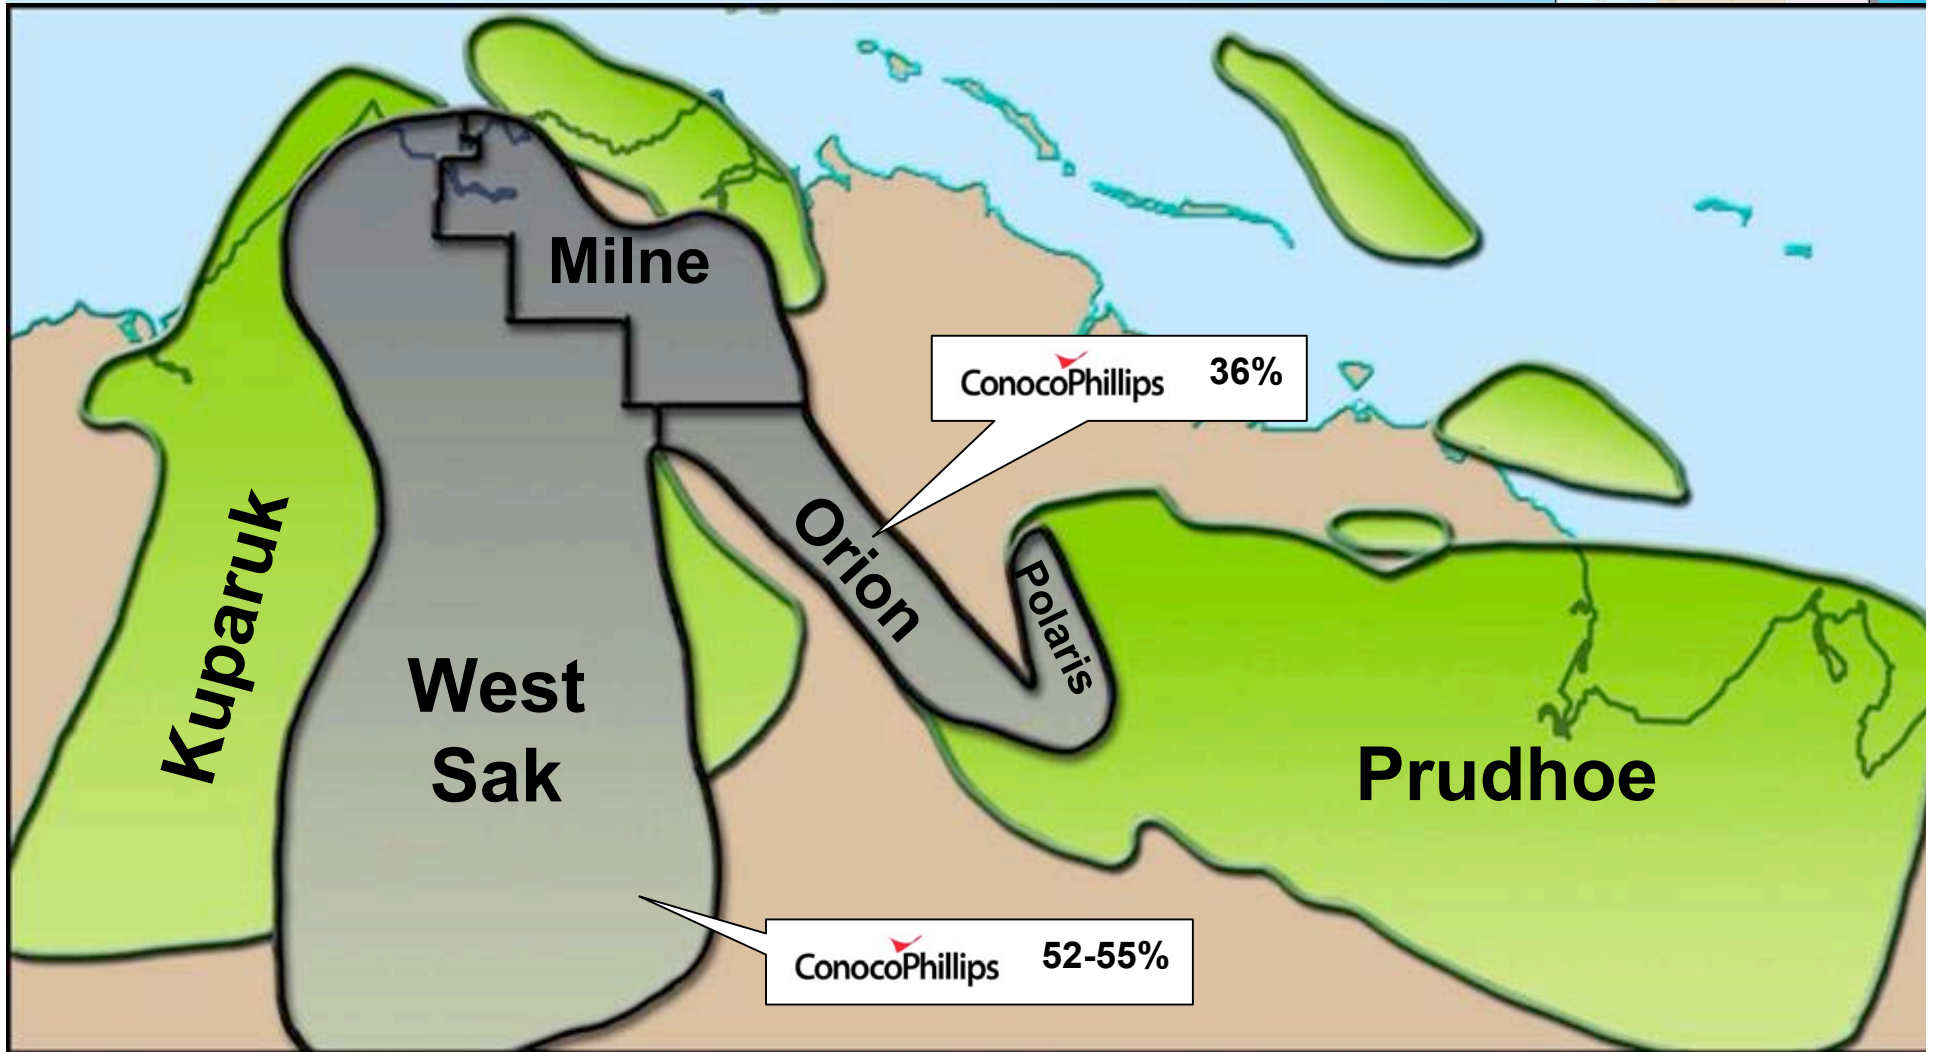 Milne
ConocoPhillips 36%
Orion
Polaris
Kuparuk
West
Sak
Prudhoe
ConocoPhillips 52-55%